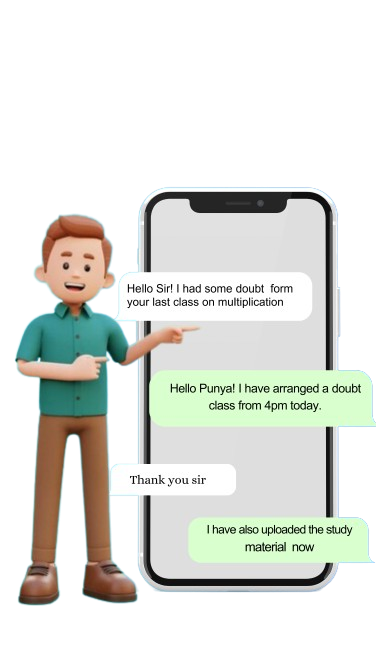 Hello Sir! I had some doubt form
your last class on multiplication
Hello Punya! I have arranged a doubt
class from 4pm today.
Thank you sir
I have also uploaded the study
material now